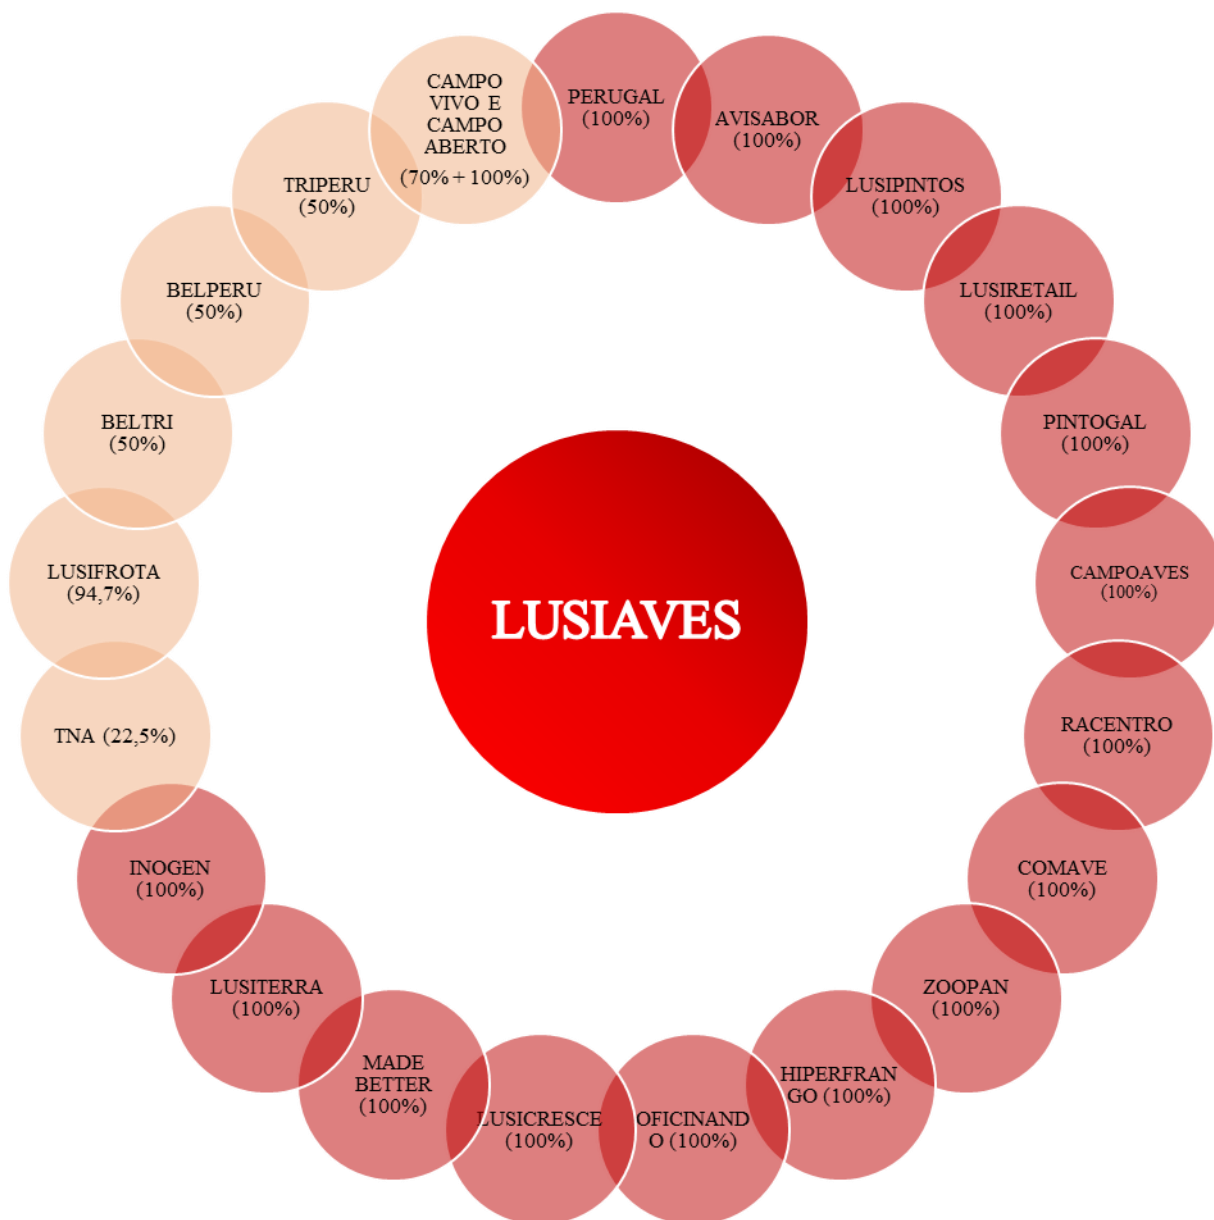 PERUGAL
(100%)
AVISABOR
(100%)
LUSIPINTOS
(100%)
LUSIRETAIL
(100%)
PINTOGAL
(100%)
CAMPOAVES
(100%)
RACENTRO
(100%)
COMAVE
(100%)
ZOOPAN
(100%)
HIPERFRAN
GO (100%)
OFICINAND
O (100%)
LUSICRESCE
(100%)
MADE
BETTER
(100%)
LUSITERRA
(100%)
INOGEN
(100%)
TNA (22,5%)
LUSIFROTA
(94,7%)
BELTRI
(50%)
BELPERU
(50%)
TRIPERU
(50%)
CAMPO
VIVO E
CAMPO
ABERTO
(70% + 100%)
LUSIAVES